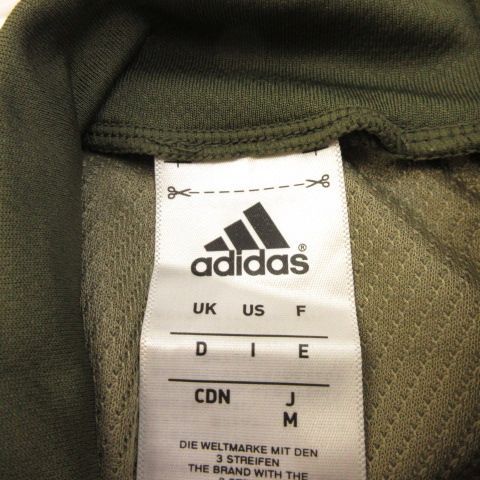 adidas®
UK US F
D I E
CDN J
M
DIE WELTMARKE MIT DEN
3 STREIFEN
THE BRAND WITH THE